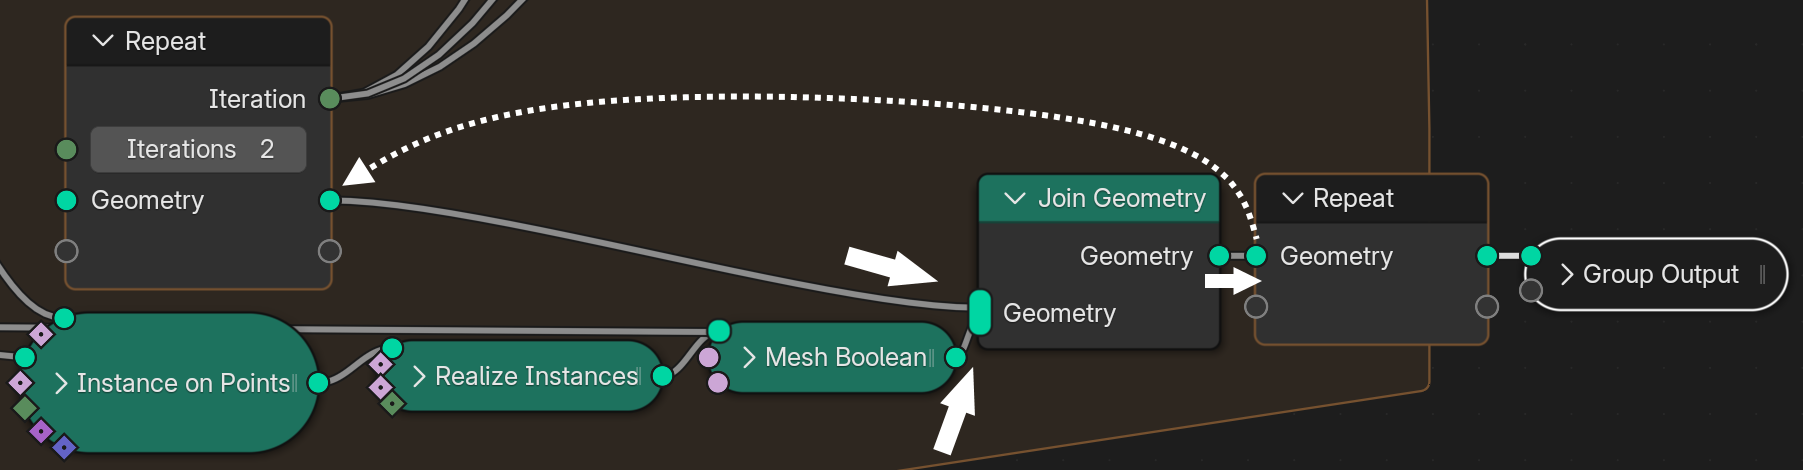 Repeat
Iteration
Iterations 2
Geometry
Join Geometry
Geometry
Geometry
Repeat
Geometry
Group Output
Instance on Points
Realize Instances
Mesh Boolean